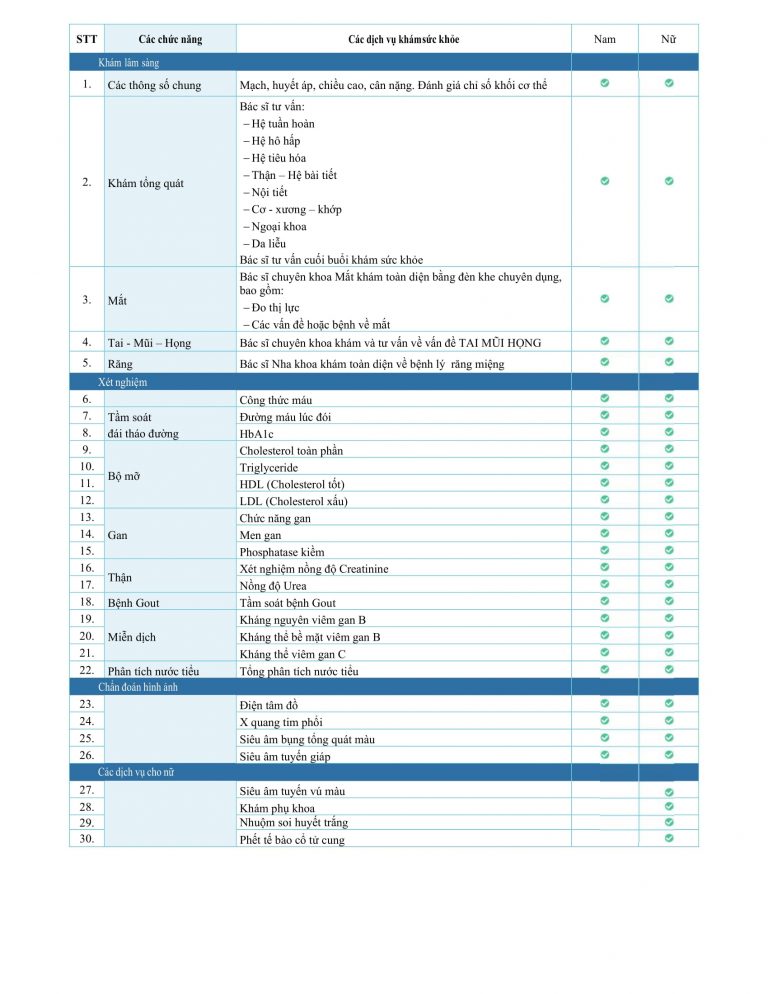 STT Các chức năng Các dịch vụ khámsức khỏe Nam Nữ
Khám lâm sàng
1. Các thông số chung Mạch, huyết áp, chiều cao, cân nặng. Đánh giá chỉ số khối cơ thể
2. Khám tổng quát
Bác sĩ tư vấn:
– Hệ tuần hoàn
– Hệ hô hấp
– Hệ tiêu hóa
– Thận – Hệ bài tiết
– Nội tiết
– Cơ - xương – khớp
– Ngoại khoa
– Da liễu
Bác sĩ tư vấn cuối buổi khám sức khỏe
3. Mắt
Bác sĩ chuyên khoa Mắt khám toàn diện bằng đèn khe chuyên dụng,
bao gồm:
– Đo thị lực
– Các vấn đề hoặc bệnh về mắt
4. Tai - Mũi – Họng Bác sĩ chuyên khoa khám và tư vấn về vấn đề TAI MŨI HỌNG
5. Răng Bác sĩ Nha khoa khám toàn diện về bệnh lý răng miệng
Xét nghiệm
6. Công thức máu
7. Tầm soát Đường máu lúc đói
8. đái tháo đường HbA1c
9. Cholesterol toàn phần
10. Triglyceride
Bộ mỡ
11. HDL (Cholesterol tốt)
12. LDL (Cholesterol xấu)
13. Chức năng gan
14. Gan Men gan
15. Phosphatase kiềm
16. Xét nghiệm nồng độ Creatinine
Thận
17. Nồng độ Urea
18. Bệnh Gout Tầm soát bệnh Gout
19. Kháng nguyên viêm gan B
20. Miễn dịch Kháng thể bề mặt viêm gan B
21. Kháng thể viêm gan C
22. Phân tích nước tiểu Tổng phân tích nước tiểu
Chẩn đoán hình ảnh
23. Điện tâm đồ
24. X quang tim phổi
25. Siêu âm bụng tổng quát màu
26. Siêu âm tuyến giáp
Các dịch vụ cho nữ
27. Siêu âm tuyến vú màu
28. Khám phụ khoa
29. Nhuộm soi huyết trắng
30. Phết tế bào cổ tử cung